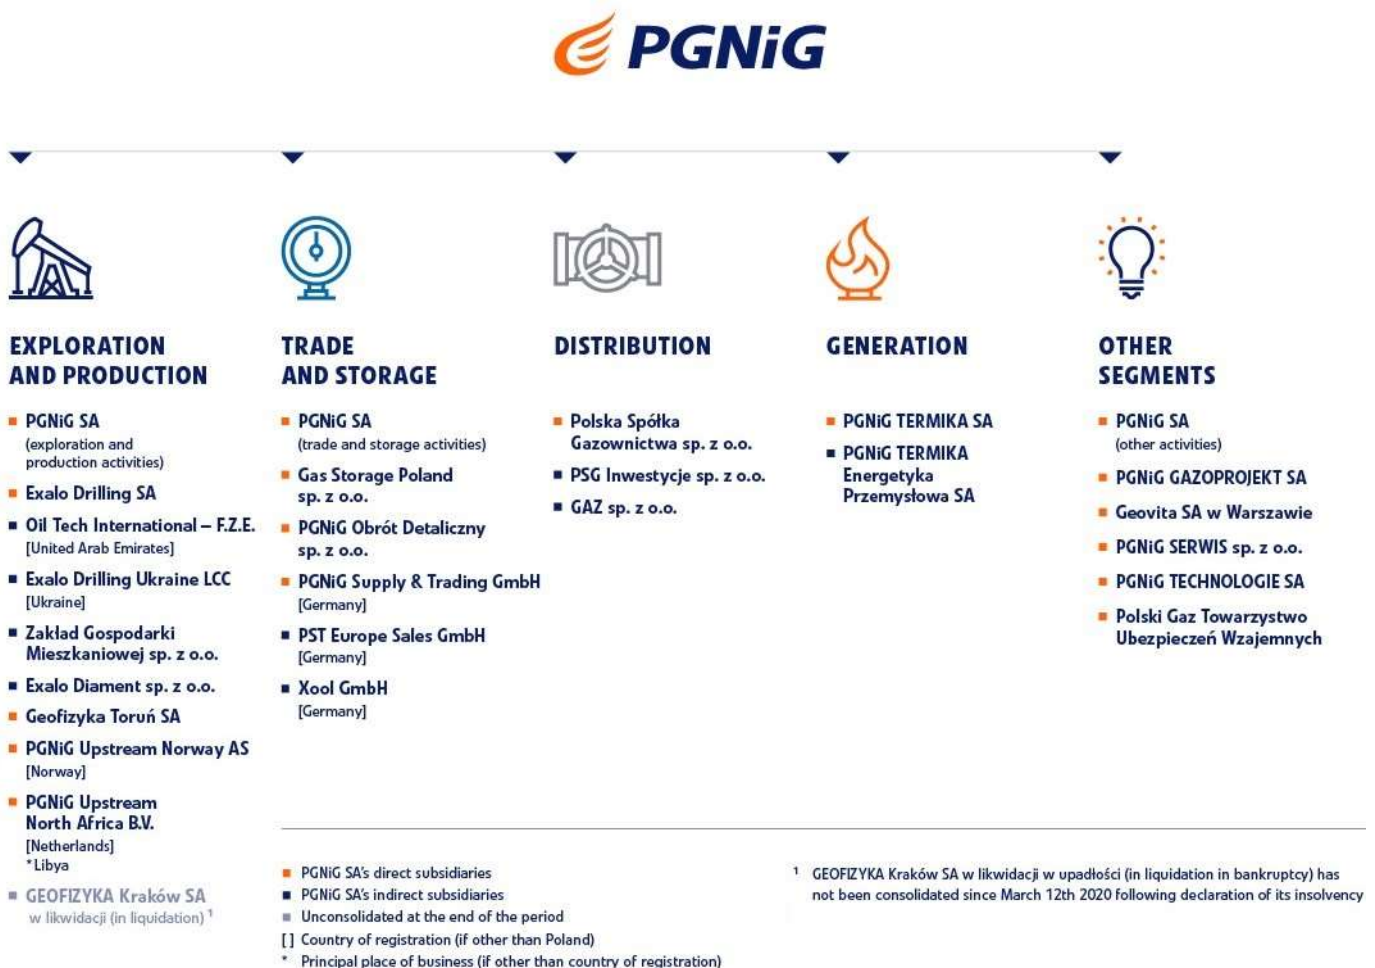 PGNiG
EXPLORATION
AND PRODUCTION
PGNiG SA
(exploration and
production activities)
Exalo Drilling SA
Oil Tech International – F.Z.E.
[United Arab Emirates]
Exalo Drilling Ukraine LCC
[Ukraine]
Zakład Gospodarki
Mieszkaniowej sp. z o.o.
Exalo Diament sp. z o.o.
Geofizyka Toruń SA
PGNiG Upstream Norway AS
[Norway]
PGNiG Upstream
North Africa B.V.
[Netherlands]
* Libya
GEOFIZYKA Kraków SA
w likwidacji (in liquidation) ¹
TRADE
AND STORAGE
PGNiG SA
(trade and storage activities)
Gas Storage Poland
sp. z o.o.
PGNiG Obrót Detaliczny
sp. z o.o.
PGNiG Supply & Trading GmbH
[Germany]
PST Europe Sales GmbH
[Germany]
Xool GmbH
[Germany]
DISTRIBUTION
Polska Spółka
Gazownictwa sp. z o.o.
PSG Inwestycje sp. z o.o.
GAZ sp. z o.o.
GENERATION
PGNiG TERMIKA SA
PGNiG TERMIKA
Energetyka
Przemysłowa SA
OTHER
SEGMENTS
PGNiG SA
(other activities)
PGNiG GAZOPROJEKT SA
Geovita SA w Warszawie
PGNiG SERWIS sp. z o.o.
PGNiG TECHNOLOGIE SA
Polski Gaz Towarzystwo
Ubezpieczeń Wzajemnych
PGNiG SA's direct subsidiaries
PGNiG SA's indirect subsidiaries
Unconsolidated at the end of the period
[ ] Country of registration (if other than Poland)
* Principal place of business (if other than country of registration)
¹ GEOFIZYKA Kraków SA w likwidacji w upadłości (in liquidation in bankruptcy) has
not been consolidated since March 12th 2020 following declaration of its insolvency